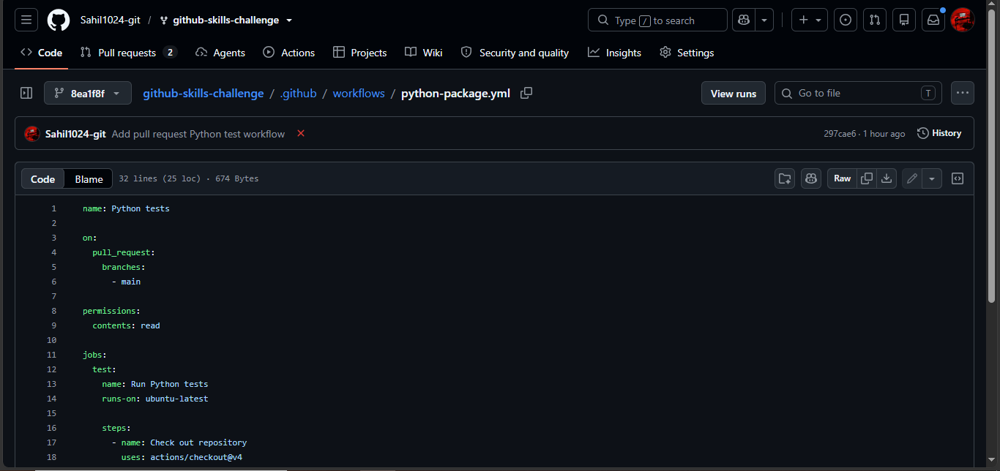 Sahil1024-git / github-skills-challenge
Type / to search
Code Pull requests 2 Agents Actions Projects Wiki Security and quality Insights Settings
8ea1f8f github-skills-challenge / .github / workflows / python-package.yml View runs Go to file T
Sahil1024-git Add pull request Python test workflow 297cae6 · 1 hour ago History
Code Blame 32 lines (25 loc) · 674 Bytes Raw
1 name: Python tests
2
3 on:
4 pull_request:
5 branches:
6 - main
7
8 permissions:
9 contents: read
10
11 jobs:
12 test:
13 name: Run Python tests
14 runs-on: ubuntu-latest
15
16 steps:
17 - name: Check out repository
18 uses: actions/checkout@v4